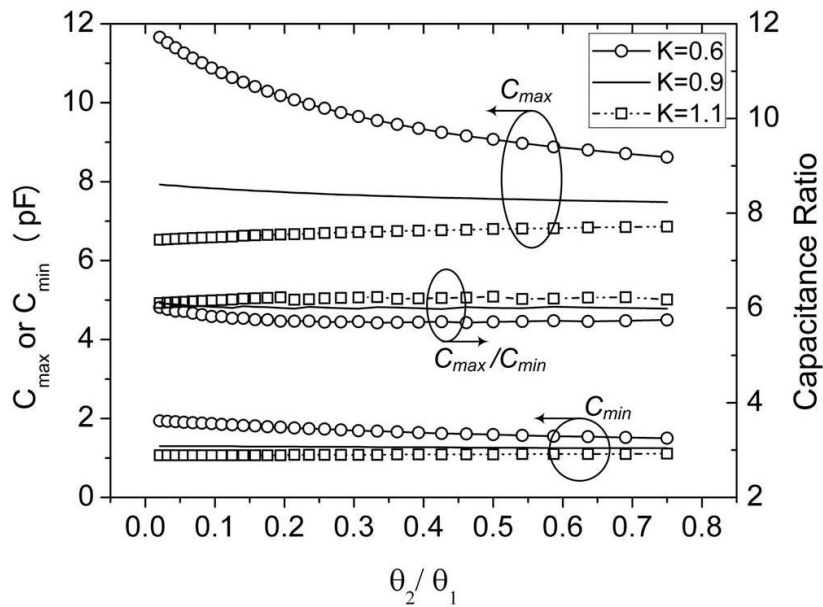 12
10
8
6
4
2
0
C_max or C_min (pF)
12
10
8
6
4
2
Capacitance Ratio
K=0.6
K=0.9
K=1.1
C_max
C_max/C_min
C_min
0.0 0.1 0.2 0.3 0.4 0.5 0.6 0.7 0.8
θ_2/θ_1